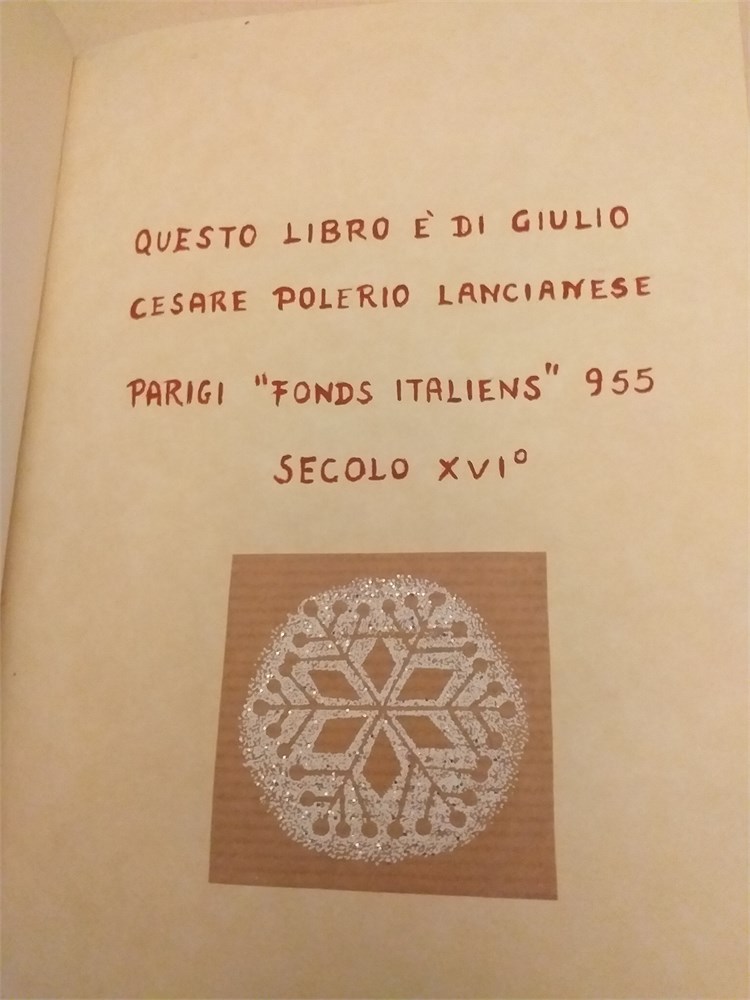 QUESTO LIBRO È DI GIULIO
CESARE POLERIO LANCIANESE
PARIGI "FONDS ITALIENS" 955
SECOLO XVI°